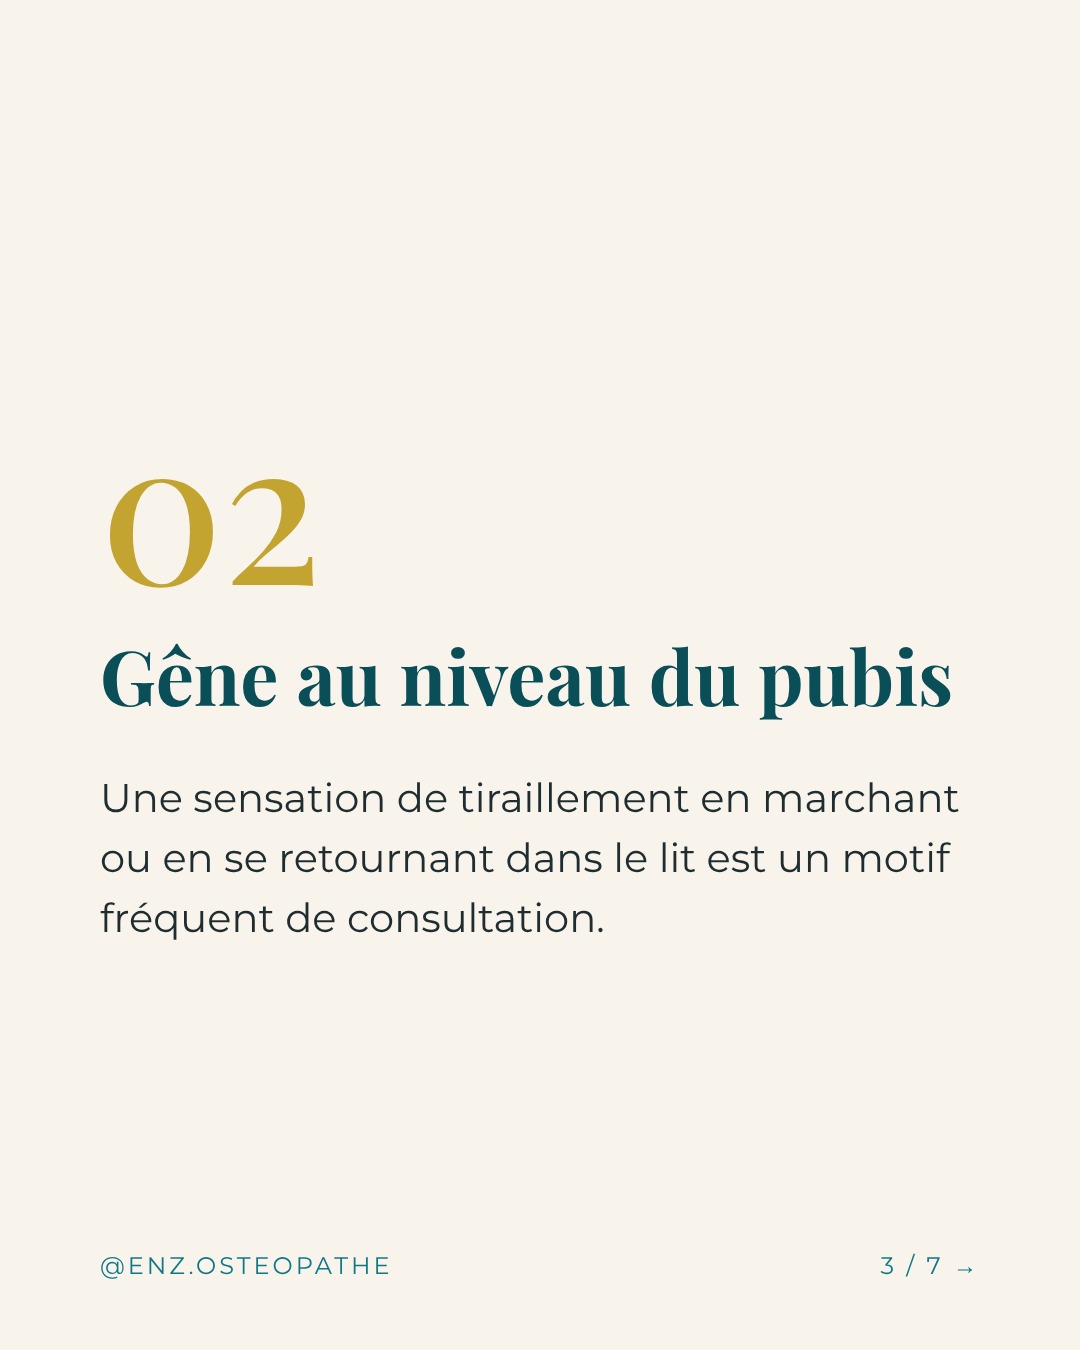 02
Gêne au niveau du pubis
Une sensation de tiraillement en marchant
ou en se retournant dans le lit est un motif
fréquent de consultation.
@ENZ.OSTEOPATHE
3 / 7 →